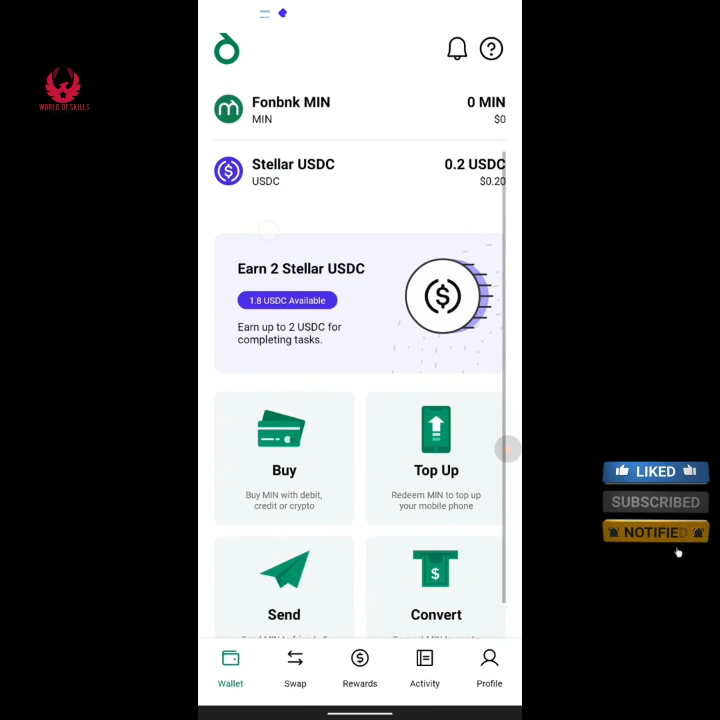 WORLD OF SKILLS
Fonbnk MIN
0 MIN
MIN
$0
Stellar USDC
0.2 USDC
USDC
$0.20
Earn 2 Stellar USDC
1.8 USDC Available
Earn up to 2 USDC for
completing tasks.
Buy
Buy MIN with debit,
credit or crypto
Top Up
Redeem MIN to top up
your mobile phone
Send
Convert
Wallet
Swap
Rewards
Activity
Profile
LIKED
SUBSCRIBED
NOTIFIED